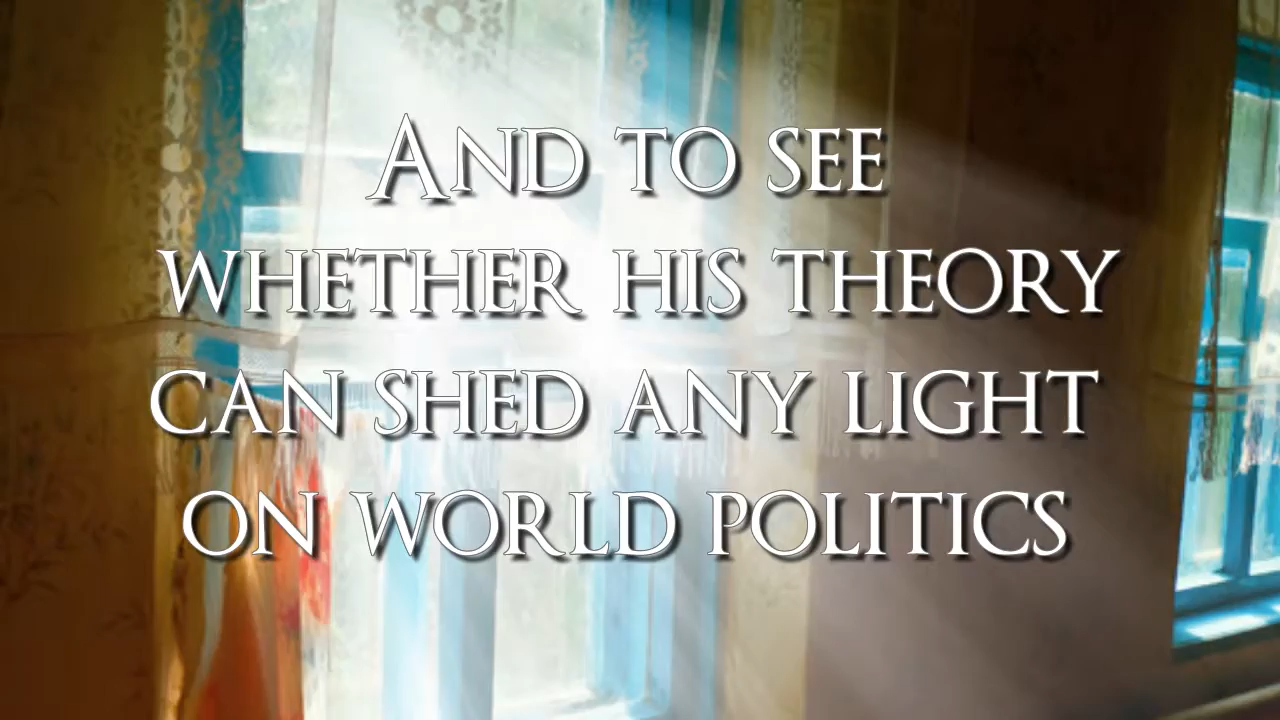 And to see
whether his theory
can shed any light
on world politics